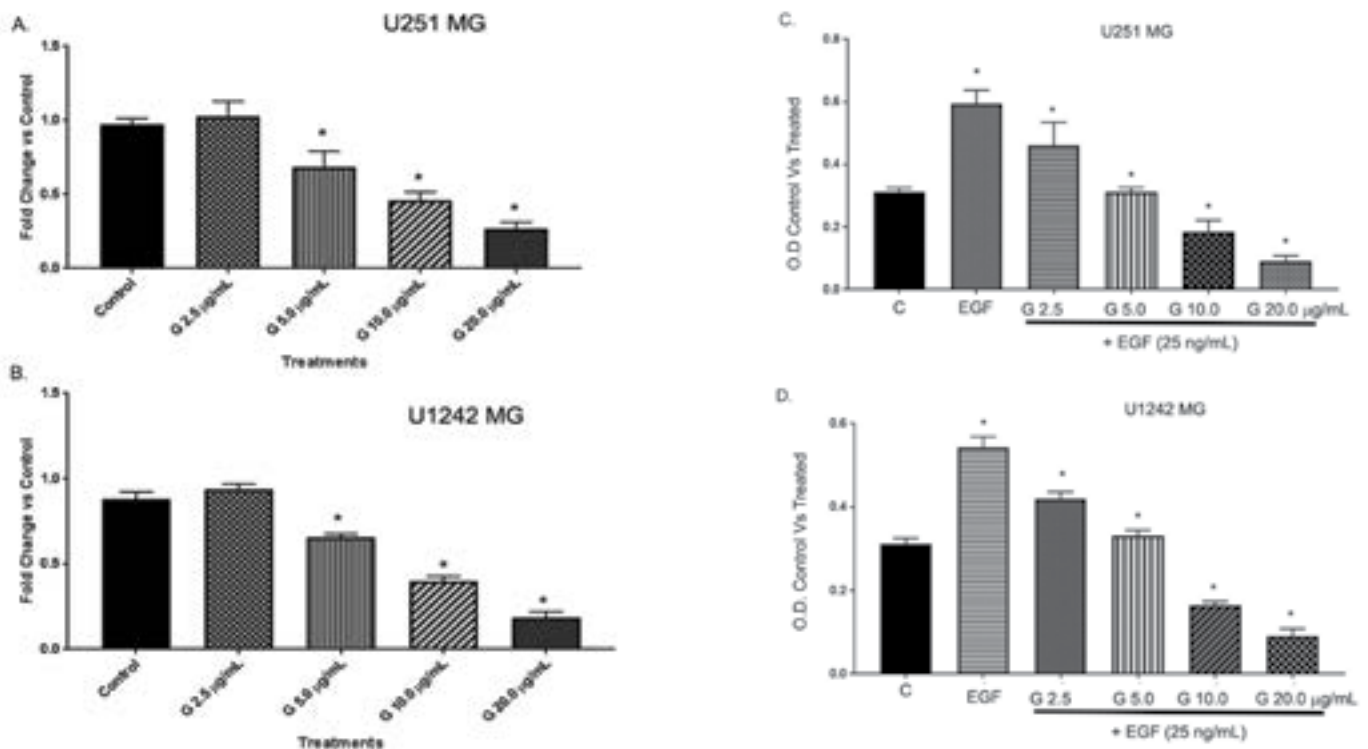 A.
U251 MG
Fold Change vs Control
1.5
1.0
0.5
0.0
Control
G 2.5 µg/mL
G 5.0 µg/mL
G 10.0 µg/mL
G 20.0 µg/mL
Treatments
*
*
*
B.
U1242 MG
Fold Change vs Control
1.5
1.0
0.5
0.0
Control
G 2.5 µg/mL
G 5.0 µg/mL
G 10.0 µg/mL
G 20.0 µg/mL
Treatments
*
*
*
C.
U251 MG
O.D Control Vs Treated
0.8
0.6
0.4
0.2
0.0
*
*
*
*
*
C
EGF
G 2.5
G 5.0
G 10.0
G 20.0 µg/mL
+ EGF (25 ng/mL)
D.
U1242 MG
O.D. Control Vs Treated
0.6
0.4
0.2
0.0
*
*
*
*
*
C
EGF
G 2.5
G 5.0
G 10.0
G 20.0 µg/mL
+ EGF (25 ng/mL)